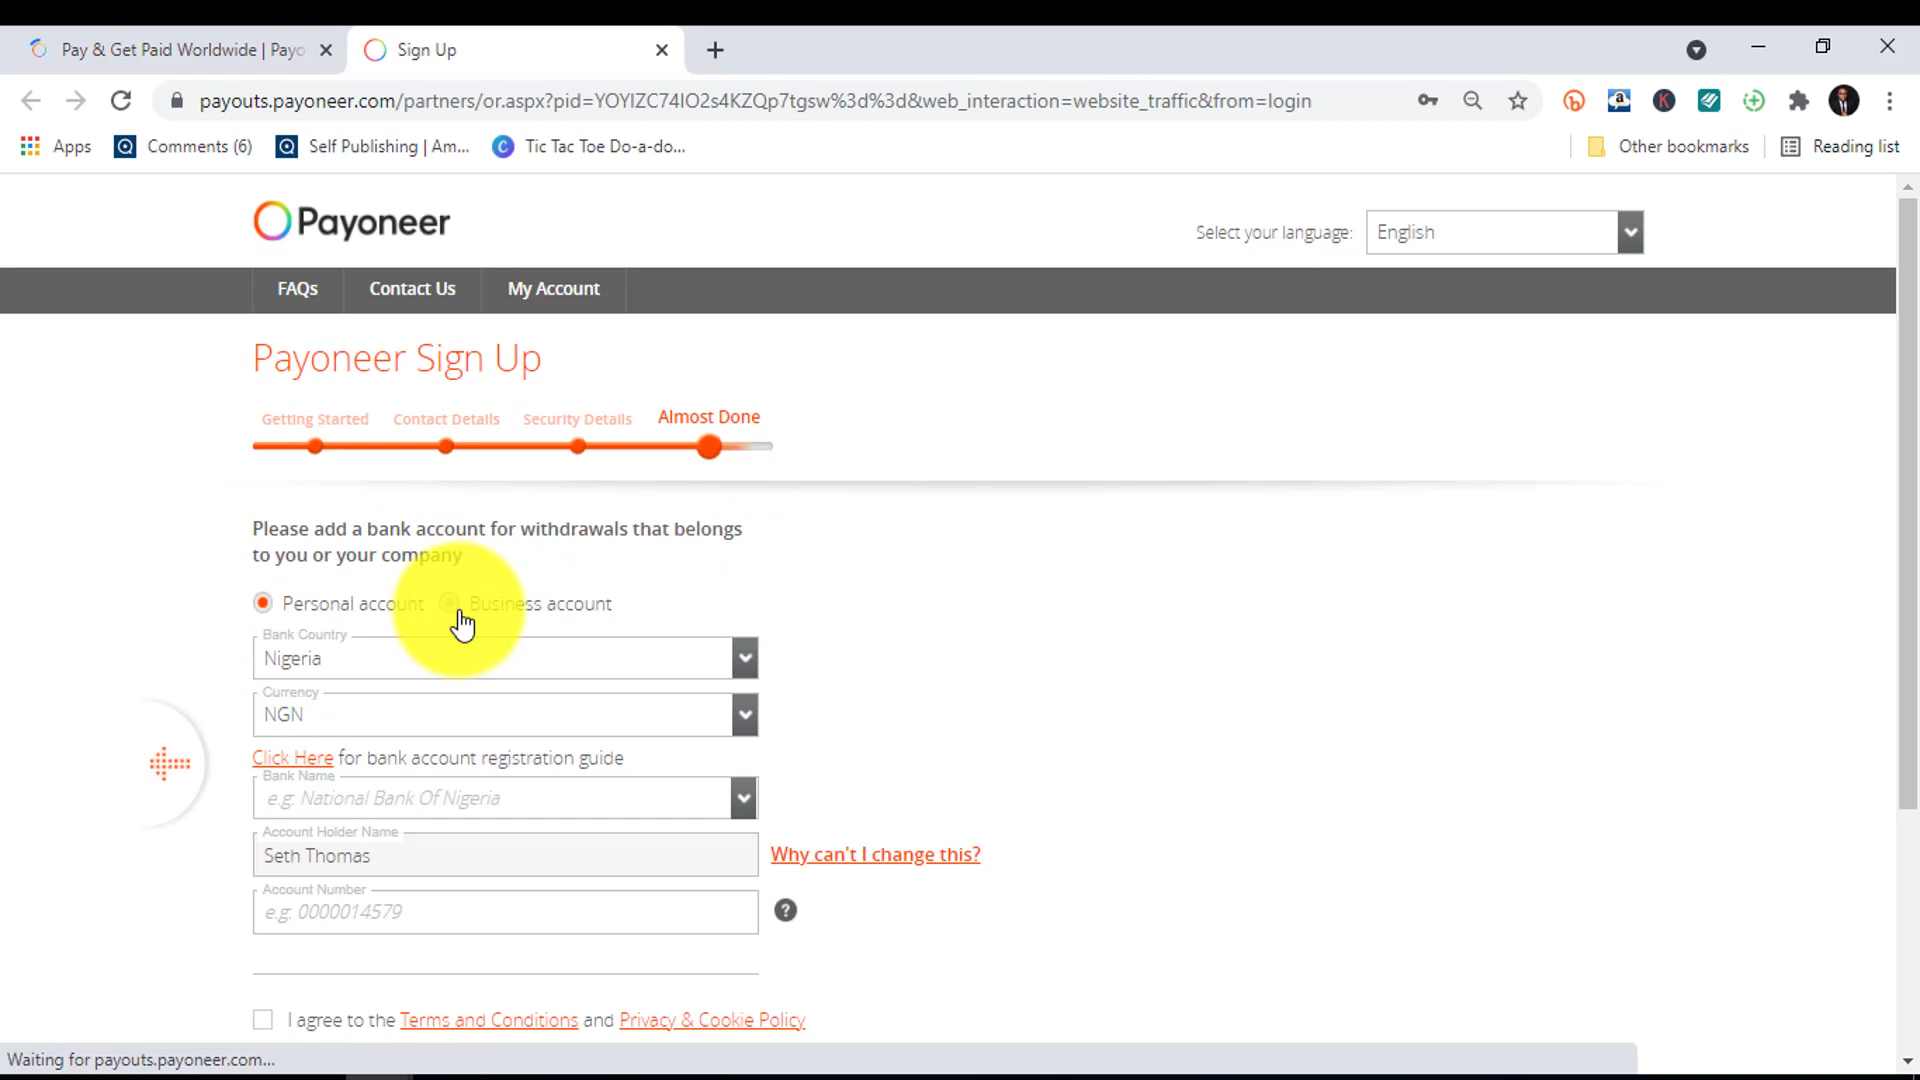 Pay & Get Paid Worldwide | Payo
Sign Up
payouts.payoneer.com/partners/or.aspx?pid=YOYIZC74IO2s4KZQp7tgsw%3d%3d&web_interaction=website_traffic&from=login
Apps
Comments (6)
Self Publishing | Am...
Tic Tac Toe Do-a-do...
Other bookmarks
Reading list
Payoneer
Select your language:
English
FAQs
Contact Us
My Account
Payoneer Sign Up
Getting Started
Contact Details
Security Details
Almost Done
Please add a bank account for withdrawals that belongs
to you or your company
Personal account
Business account
Bank Country
Nigeria
Currency
NGN
Click Here for bank account registration guide
Bank Name
e.g: National Bank Of Nigeria
Account Holder Name
Seth Thomas
Why can't I change this?
Account Number
e.g: 0000014579
?
I agree to the Terms and Conditions and Privacy & Cookie Policy
Waiting for payouts.payoneer.com...